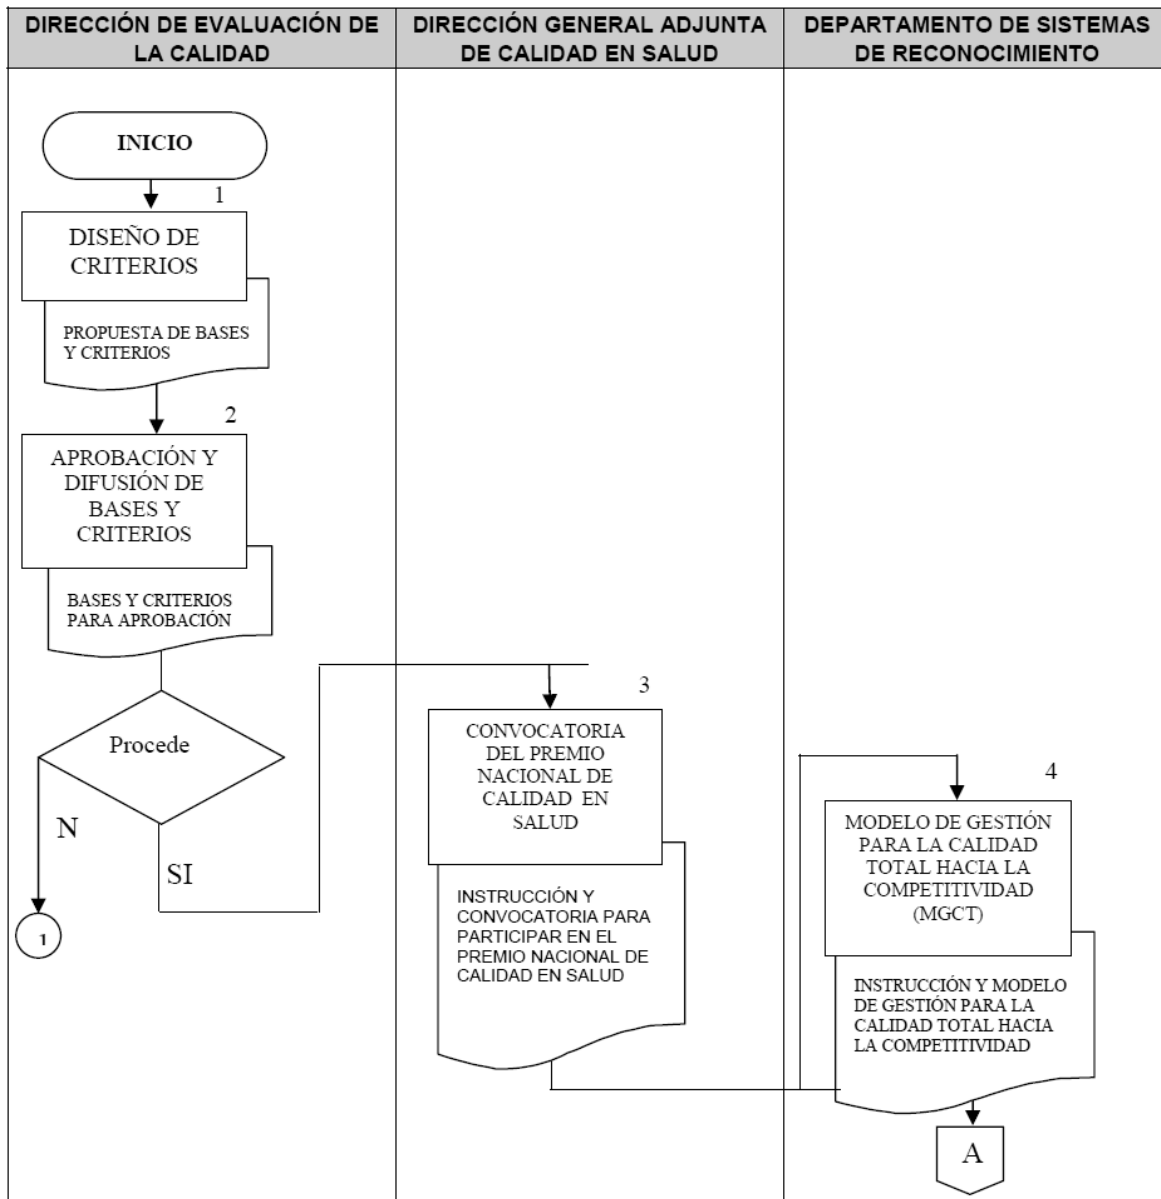 DIRECCIÓN DE EVALUACIÓN DE
LA CALIDAD
DIRECCIÓN GENERAL ADJUNTA
DE CALIDAD EN SALUD
DEPARTAMENTO DE SISTEMAS
DE RECONOCIMIENTO
INICIO
1
DISEÑO DE
CRITERIOS
PROPUESTA DE BASES
Y CRITERIOS
2
APROBACIÓN Y
DIFUSIÓN DE
BASES Y
CRITERIOS
BASES Y CRITERIOS
PARA APROBACIÓN
Procede
N
SI
1
3
CONVOCATORIA
DEL PREMIO
NACIONAL DE
CALIDAD EN
SALUD
INSTRUCCIÓN Y
CONVOCATORIA PARA
PARTICIPAR EN EL
PREMIO NACIONAL DE
CALIDAD EN SALUD
4
MODELO DE GESTIÓN
PARA LA CALIDAD
TOTAL HACIA LA
COMPETITIVIDAD
(MGCT)
INSTRUCCIÓN Y MODELO
DE GESTIÓN PARA LA
CALIDAD TOTAL HACIA
LA COMPETITIVIDAD
A